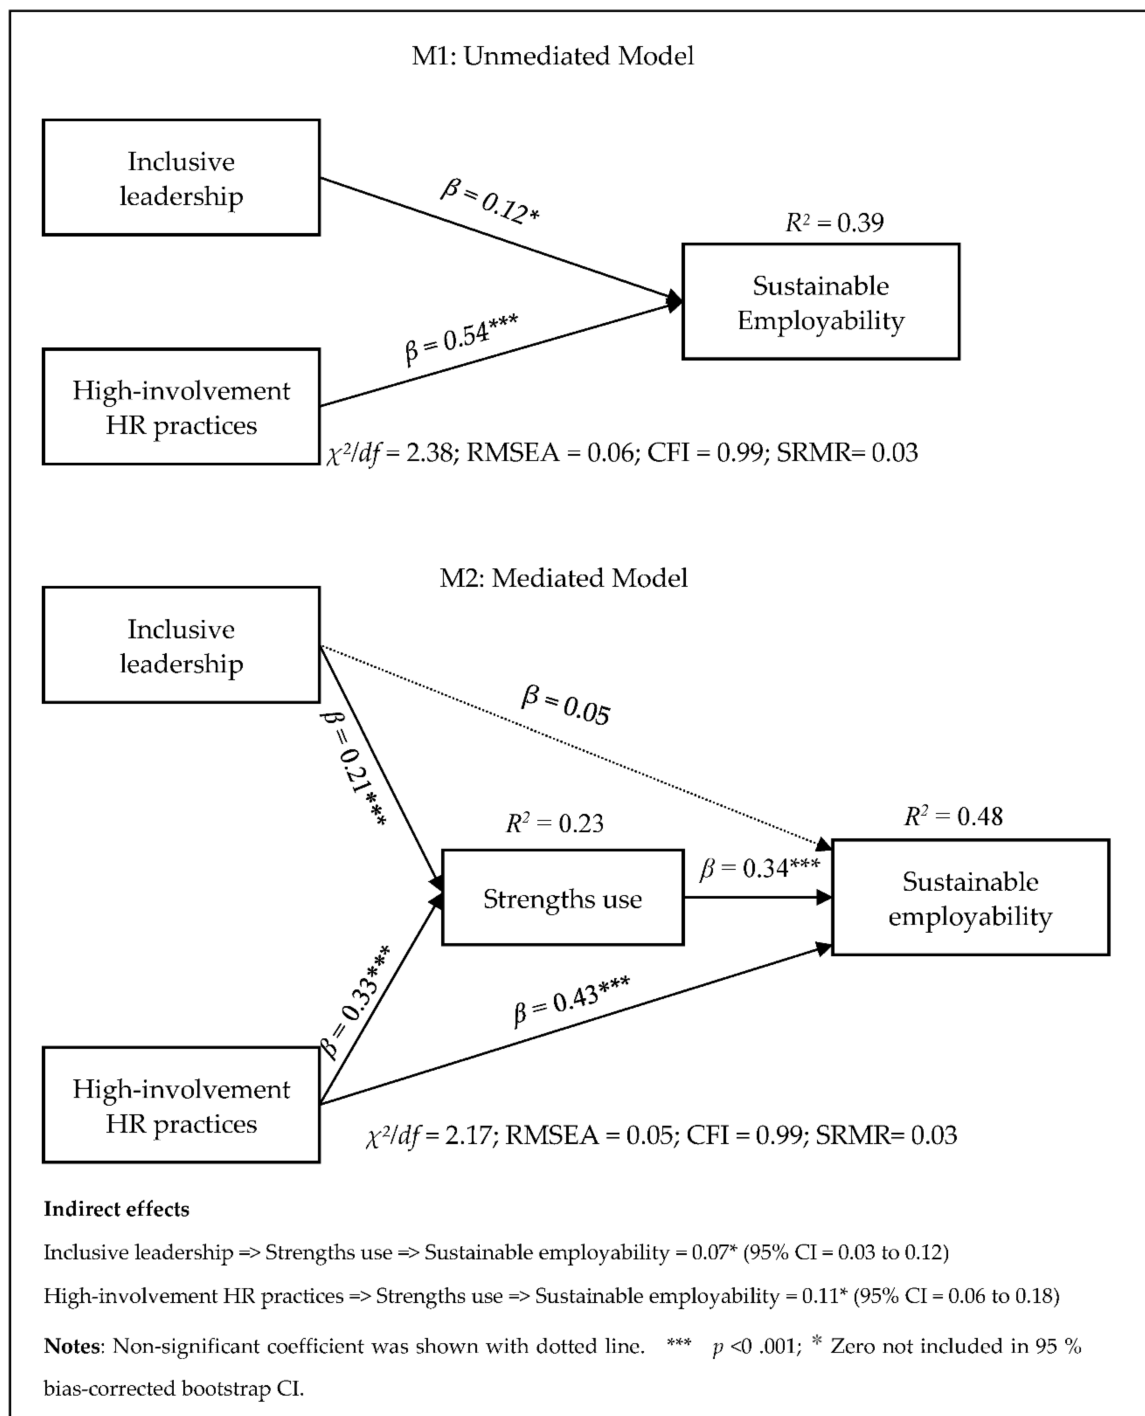 M1: Unmediated Model
Inclusive
leadership
β = 0.12*
R² = 0.39
Sustainable
Employability
β = 0.54***
High-involvement
HR practices
χ²/df = 2.38; RMSEA = 0.06; CFI = 0.99; SRMR= 0.03
M2: Mediated Model
Inclusive
leadership
β = 0.05
β = 0.21***
R² = 0.23
R² = 0.48
Strengths use
β = 0.34***
Sustainable
employability
β = 0.33***
β = 0.43***
High-involvement
HR practices
χ²/df = 2.17; RMSEA = 0.05; CFI = 0.99; SRMR= 0.03
Indirect effects
Inclusive leadership => Strengths use => Sustainable employability = 0.07* (95% CI = 0.03 to 0.12)
High-involvement HR practices => Strengths use => Sustainable employability = 0.11* (95% CI = 0.06 to 0.18)
Notes: Non-significant coefficient was shown with dotted line. *** p <0 .001; * Zero not included in 95 %
bias-corrected bootstrap CI.